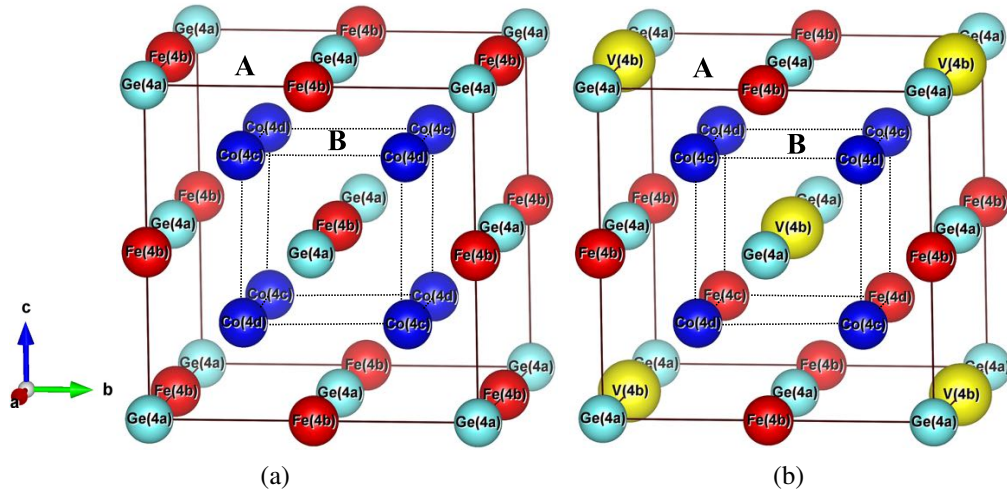 Ge(4a) Fe(4b) Ge(4a)
Fe(4b) Ge(4a) Fe(4b)
A
Ge(4a) Fe(4b) Ge(4a)
Co(4d) Co(4c)
B
Co(4c) Co(4d)
Fe(4b) Ge(4a) Fe(4b)
Ge(4a) Fe(4b) Ge(4a)
Fe(4b) Ge(4a) Fe(4b)
Co(4c) Co(4d)
Co(4d) Co(4c)
Ge(4a) Fe(4b) Ge(4a)
Fe(4b) Ge(4a) Fe(4b)
Ge(4a) Fe(4b) Ge(4a)
c
a
b
(a)
Ge(4a) Fe(4b) Ge(4a)
V(4b) Ge(4a) V(4b)
A
Ge(4a) Fe(4b) Ge(4a)
Co(4d) Co(4c)
B
Co(4c) Co(4d)
Fe(4b) Ge(4a) Fe(4b)
Ge(4a) V(4b) Ge(4a)
Fe(4b) Ge(4a) Fe(4b)
Fe(4c) Fe(4d)
Co(4d) Co(4c)
Ge(4a) Fe(4b) Ge(4a)
V(4b) Ge(4a) V(4b)
Ge(4a) Fe(4b) Ge(4a)
(b)